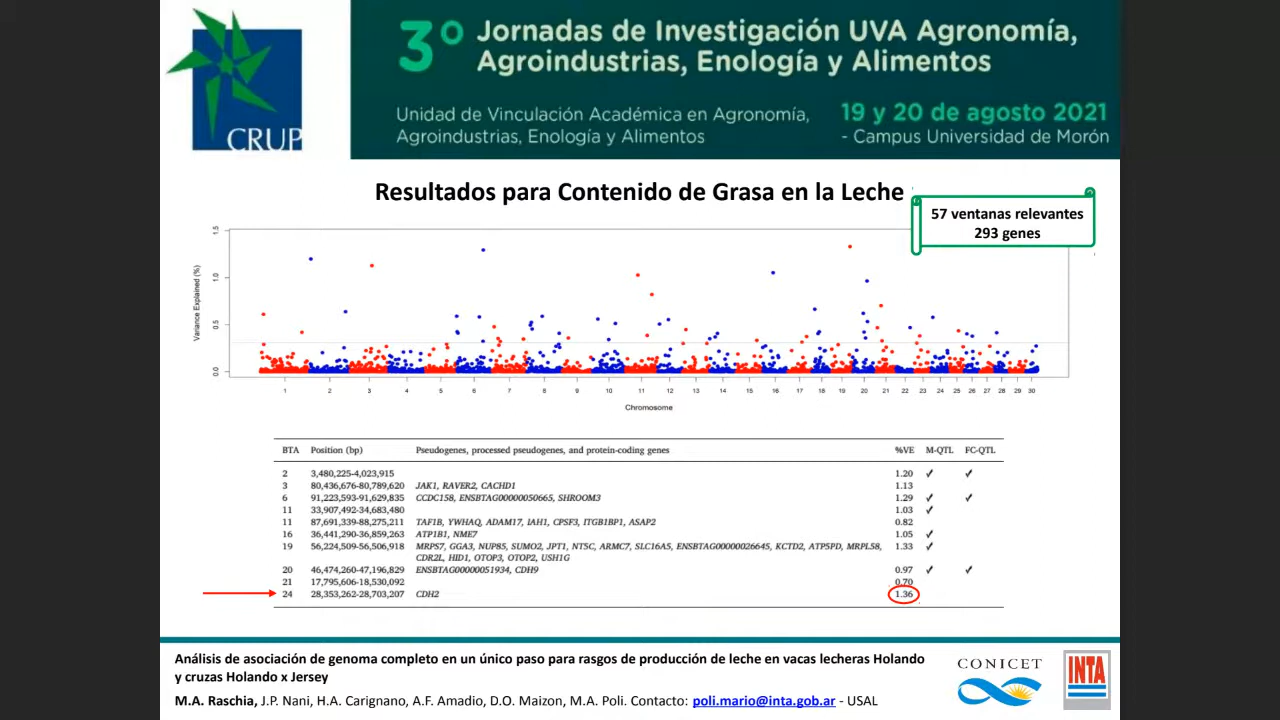 CRUP
3º Jornadas de Investigación UVA Agronomía,
Agroindustrias, Enología y Alimentos
Unidad de Vinculación Académica en Agronomía,
Agroindustrias, Enología y Alimentos
19 y 20 de agosto 2021
- Campus Universidad de Morón
Resultados para Contenido de Grasa en la Leche
57 ventanas relevantes
293 genes
Variance Explained (%)
1.5
1.0
0.5
0.0
1 2 3 4 5 6 7 8 9 10 11 12 13 14 15 16 17 18 19 20 21 22 23 24 25 26 27 28 29 30
Chromosome
BTA Position (bp) Pseudogenes, processed pseudogenes, and protein-coding genes %VE M-QTL FC-QTL
2 3,480,225-4,023,915 1.20 ✓ ✓
3 80,436,676-80,789,620 JAK1, RAVER2, CACHD1 1.13
6 91,223,593-91,629,835 CCDC158, ENSBTAG00000050665, SHROOM3 1.29 ✓ ✓
11 33,907,492-34,683,480 1.03 ✓
11 87,691,339-88,275,211 TAF1B, YWHAQ, ADAM17, IAH1, CPSF3, ITGB1BP1, ASAP2 0.82
16 36,441,290-36,859,263 ATP1B1, NME7 1.05 ✓
19 56,224,509-56,506,918 MRPS7, GGA3, NUP85, SUMO2, JPT1, NT5C, ARMC7, SLC16A5, ENSBTAG00000026645, KCTD2, ATP5PD, MRPL58, 1.33 ✓
CDR2L, HID1, OTOP3, OTOP2, USH1G
20 46,474,260-47,196,829 ENSBTAG00000051934, CDH9 0.97 ✓ ✓
21 17,795,606-18,530,092 0.70
24 28,353,262-28,703,207 CDH2 1.36
Análisis de asociación de genoma completo en un único paso para rasgos de producción de leche en vacas lecheras Holando
y cruzas Holando x Jersey
M.A. Raschia, J.P. Nani, H.A. Carignano, A.F. Amadio, D.O. Maizon, M.A. Poli. Contacto: poli.mario@inta.gob.ar - USAL
CONICET
INTA